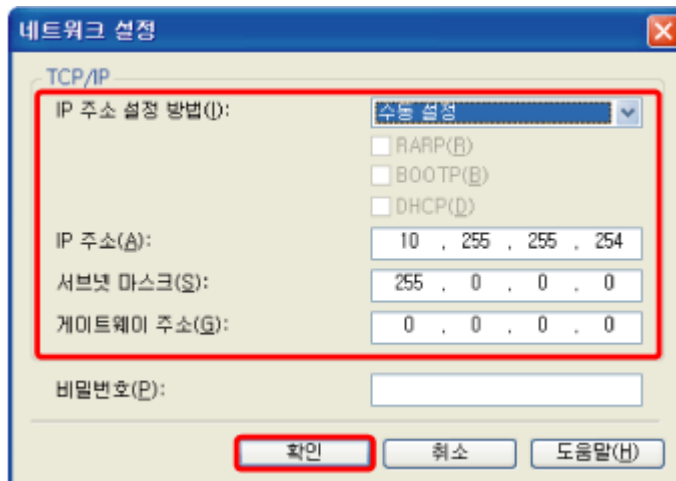 네트워크 설정
TCP/IP
IP 주소 설정 방법(I): 수동 설정
RARP(R)
BOOTP(B)
DHCP(D)
IP 주소(A): 10 . 255 . 255 . 254
서브넷 마스크(S): 255 . 0 . 0 . 0
게이트웨이 주소(G): 0 . 0 . 0 . 0
비밀번호(P):
확인 취소 도움말(H)